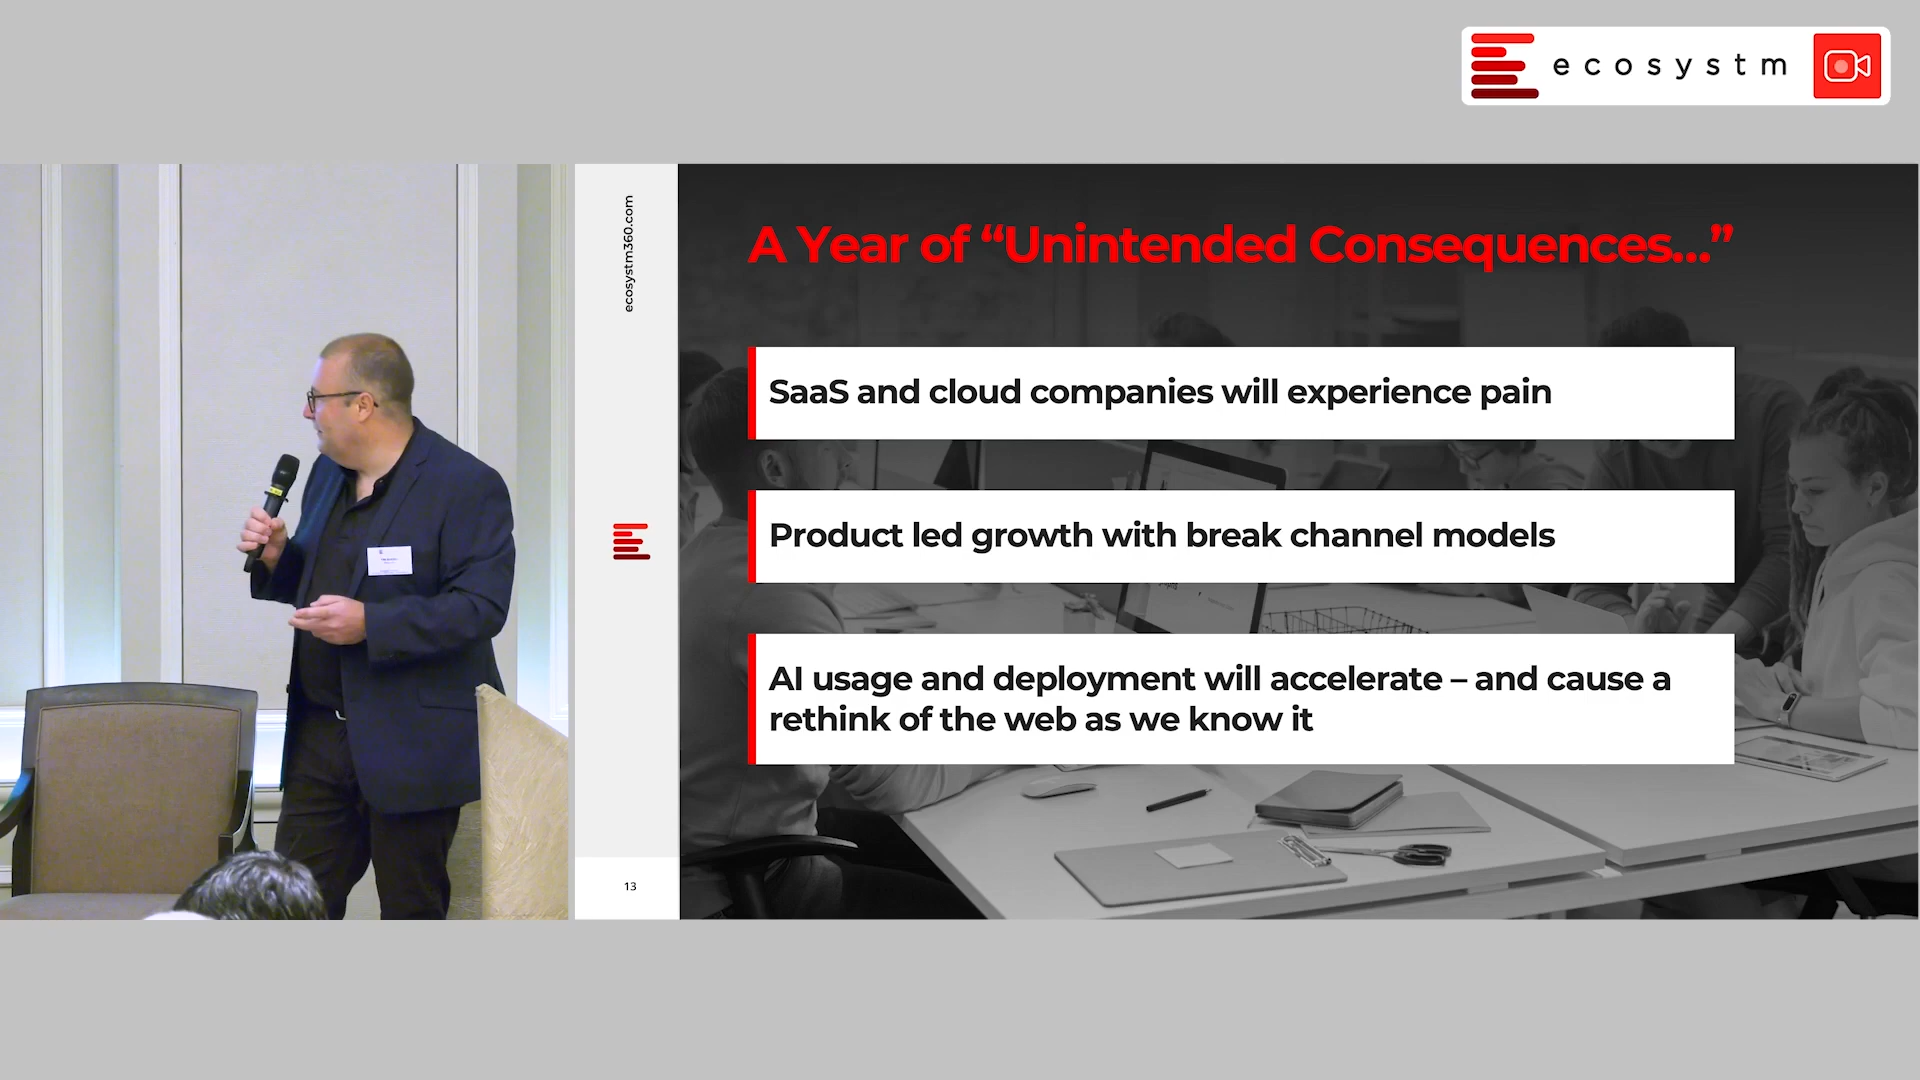 ecosystm
ecosystm360.com
A Year of “Unintended Consequences...”
SaaS and cloud companies will experience pain
Product led growth with break channel models
AI usage and deployment will accelerate – and cause a
rethink of the web as we know it
13